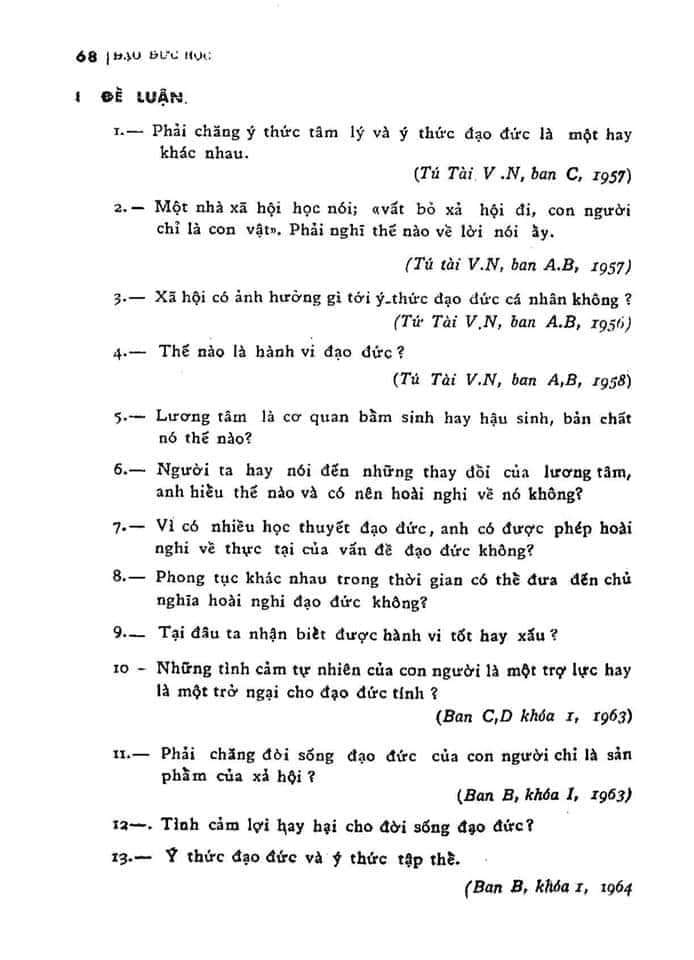 68 | ĐẠO ĐỨC HỌC
I ĐỀ LUẬN.
1.— Phải chăng ý thức tâm lý và ý thức đạo đức là một hay
khác nhau.
(Tú Tài V .N, ban C, 1957)
2.— Một nhà xã hội học nói; «vất bỏ xả hội đi, con người
chỉ là con vật». Phải nghĩ thế nào về lời nói ấy.
(Tú tài V.N, ban A.B, 1957)
3.— Xã hội có ảnh hưởng gì tới ý-thức đạo đức cá nhân không ?
(Tứ Tài V.N, ban A.B, 1956)
4.— Thế nào là hành vi đạo đức ?
(Tú Tài V.N, ban A,B, 1958)
5.— Lương tâm là cơ quan bẩm sinh hay hậu sinh, bản chất
nó thế nào?
6.— Người ta hay nói đến những thay đổi của lương tâm,
anh hiểu thế nào và có nên hoài nghi về nó không?
7.— Vì có nhiều học thuyết đạo đức, anh có được phép hoài
nghi về thực tại của vấn đề đạo đức không?
8.— Phong tục khác nhau trong thời gian có thể đưa đến chủ
nghĩa hoài nghi đạo đức không?
9.— Tại đâu ta nhận biết được hành vi tốt hay xấu ?
10 - Những tình cảm tự nhiên của con người là một trợ lực hay
là một trở ngại cho đạo đức tính ?
(Ban C,D khóa 1, 1963)
11.— Phải chăng đòi sống đạo đức của con người chỉ là sản
phẩm của xả hội ?
(Ban B, khóa I, 1963)
12—. Tình cảm lợi hay hại cho đời sống đạo đức?
13.— Ý thức đạo đức và ý thức tập thể.
(Ban B, khóa 1, 1964